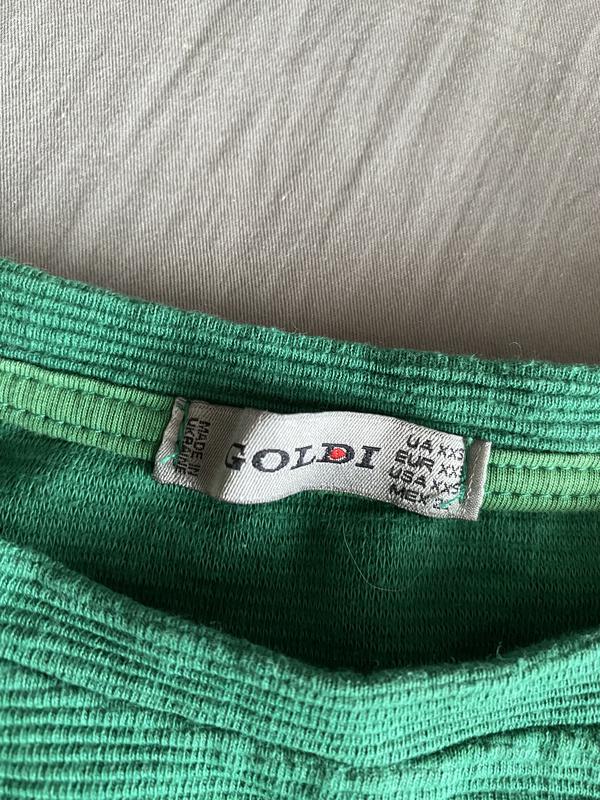 MADE IN
UKRAINE
GOLDI
UA XXS
EUR XXS
USA XXS
MEX